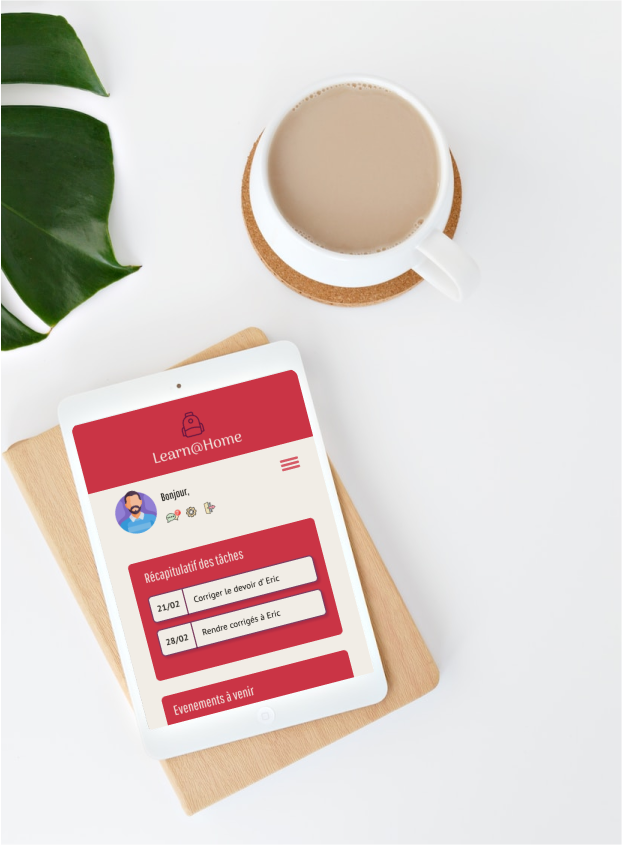 Learn@Home
Bonjour,
Récapitulatif des tâches
21/02 Corriger le devoir d'Eric
28/02 Rendre corrigés à Eric
Evenements à venir